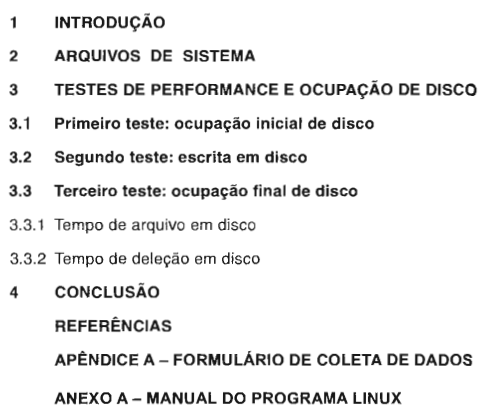 1 INTRODUÇÃO
2 ARQUIVOS DE SISTEMA
3 TESTES DE PERFORMANCE E OCUPAÇÃO DE DISCO
3.1 Primeiro teste: ocupação inicial de disco
3.2 Segundo teste: escrita em disco
3.3 Terceiro teste: ocupação final de disco
3.3.1 Tempo de arquivo em disco
3.3.2 Tempo de deleção em disco
4 CONCLUSÃO
REFERÊNCIAS
APÊNDICE A – FORMULÁRIO DE COLETA DE DADOS
ANEXO A – MANUAL DO PROGRAMA LINUX